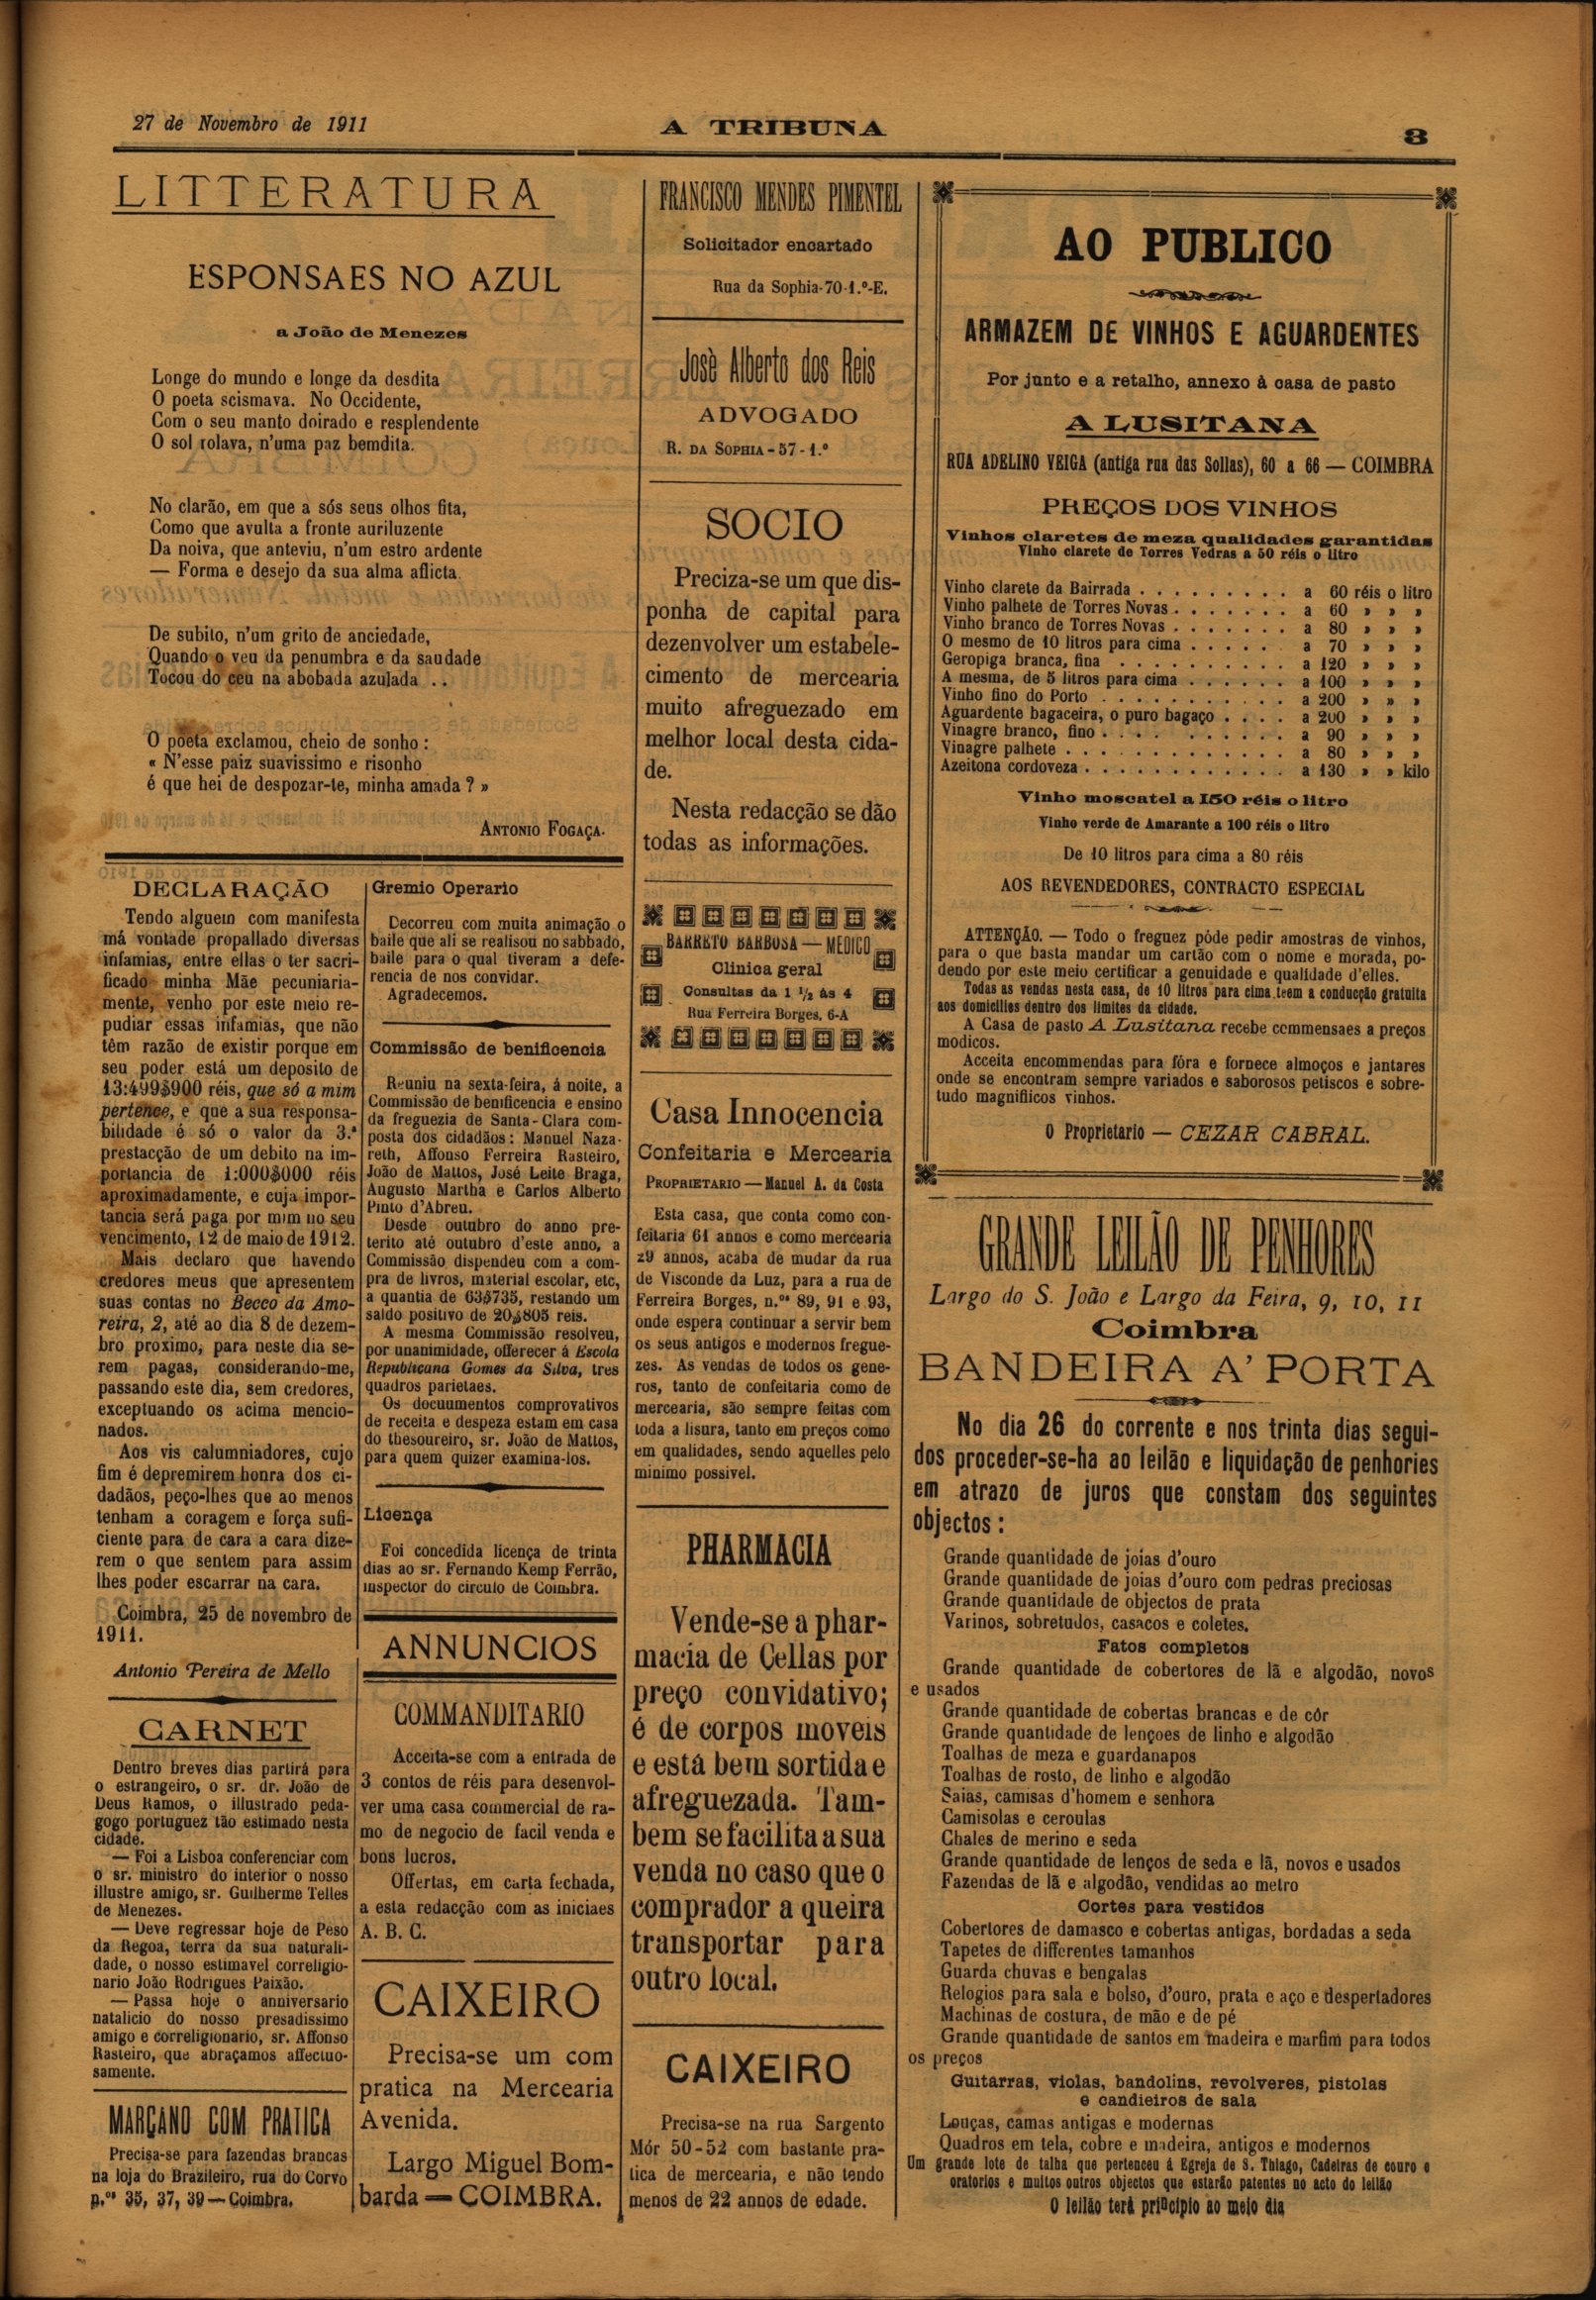 27 de Novembro de 1911
A TRIBUNA
3
LITTERATURA
ESPONSAES NO AZUL
a João de Menezes
Longe do mundo e longe da desdita
O poeta scismava. No Occidente,
Com o seu manto doirado e resplendente
O sol rolava, n'uma paz bemdita.
No clarão, em que a sós seus olhos fita,
Como que avulta a fronte auriluzente
Da noiva, que anteviu, n'um estro ardente
— Forma e desejo da sua alma aflicta.
De subito, n'um grito de anciedade,
Quando o veu da penumbra e da saudade
Tocou do ceu na abobada azulada . .
O poeta exclamou, cheio de sonho :
« N'esse paiz suavissimo e risonho
é que hei de despozar-te, minha amada ? »
ANTONIO FOGAÇA.
DECLARAÇÃO
Tendo alguem com manifesta
má vontade propallado diversas
infamias, entre ellas o ter sacri-
ficado minha Mãe pecuniaria-
mente, venho por este meio re-
pudiar essas infamias, que não
têm razão de existir porque em
seu poder está um deposito de
13:499$900 réis, que só a mim
pertence, e que a sua responsa-
bilidade é só o valor da 3.ª
prestacção de um debito na im-
portancia de 1:000$000 réis
aproximadamente, e cuja impor-
tancia será paga por mim no seu
vencimento, 12 de maio de 1912.
Mais declaro que havendo
credores meus que apresentem
suas contas no Becco da Amo-
reira, 2, até ao dia 8 de dezem-
bro proximo, para neste dia se-
rem pagas, considerando-me,
passando este dia, sem credores,
exceptuando os acima mencio-
nados.
Aos vis calumniadores, cujo
fim é depremirem honra dos ci-
dadãos, peço-lhes que ao menos
tenham a coragem e força sufi-
ciente para de cara a cara dize-
rem o que sentem para assim
lhes poder escarrar na cara.
Coimbra, 25 de novembro de
1911.
Antonio Pereira de Mello
CARNET
Dentro breves dias partirá para
o estrangeiro, o sr. dr. João de
Deus Ramos, o illustrado peda-
gogo portuguez tão estimado nesta
cidade.
— Foi a Lisboa conferenciar com
o sr. ministro do interior o nosso
illustre amigo, sr. Guilherme Telles
de Menezes.
— Deve regressar hoje de Peso
da Regoa, terra da sua naturali-
dade, o nosso estimavel correligio-
nario João Rodrigues Paixão.
— Passa hoje o anniversario
natalicio do nosso presadissimo
amigo e correligionario, sr. Affonso
Rasteiro, que abraçamos affectuo-
samente.
MARÇANO COM PRATICA
Precisa-se para fazendas brancas
na loja do Brazileiro, rua do Corvo
n.os 35, 37, 39 — Coimbra.
Gremio Operario
Decorreu com muita animação o
baile que ali se realisou no sabbado,
baile para o qual tiveram a defe-
rencia de nos convidar.
Agradecemos.
Commissão de benificencia
Reuniu na sexta-feira, á noite, a
Commissão de benificencia e ensino
da freguezia de Santa-Clara com-
posta dos cidadãos: Manuel Naza-
reth, Affonso Ferreira Rasteiro,
João de Mattos, José Leite Braga,
Augusto Martha e Carlos Alberto
Pinto d'Abreu.
Desde outubro do anno pre-
terito até outubro d'este anno, a
Commissão dispendeu com a com-
pra de livros, material escolar, etc,
a quantia de 63$735, restando um
saldo positivo de 20$805 reis.
A mesma Commissão resolveu,
por unanimidade, offerecer á Escola
Republicana Gomes da Silva, tres
quadros parietaes.
Os docuumentos comprovativos
de receita e despeza estam em casa
do thesoureiro, sr. João de Mattos,
para quem quizer examina-los.
Licença
Foi concedida licença de trinta
dias ao sr. Fernando Kemp Ferrão,
inspector do circulo de Coimbra.
ANNUNCIOS
COMMANDITARIO
Acceita-se com a entrada de
3 contos de réis para desenvol-
ver uma casa commercial de ra-
mo de negocio de facil venda e
bons lucros.
Offertas, em carta fechada,
a esta redacção com as iniciaes
A. B. C.
CAIXEIRO
Precisa-se um com
pratica na Mercearia
Avenida.
Largo Miguel Bom-
barda — COIMBRA.
FRANCISCO MENDES PIMENTEL
Solicitador encartado
Rua da Sophia-70-1.º-E.
Josè Alberto dos Reis
ADVOGADO
R. DA SOPHIA - 57 - 1.º
SOCIO
Preciza-se um que dis-
ponha de capital para
dezenvolver um estabele-
cimento de mercearia
muito afreguezado em
melhor local desta cida-
de.
Nesta redacção se dão
todas as informações.
BARRETO BARBOSA — MEDICO
Clinica geral
Consultas da 1 ½ ás 4
Rua Ferreira Borges, 6-A
Casa Innocencia
Confeitaria e Mercearia
PROPRIETARIO — Manuel A. da Costa
Esta casa, que conta como con-
feitaria 61 annos e como mercearia
29 annos, acaba de mudar da rua
de Visconde da Luz, para a rua de
Ferreira Borges, n.os 89, 91 e 93,
onde espera continuar a servir bem
os seus antigos e modernos fregue-
zes. As vendas de todos os gene-
ros, tanto de confeitaria como de
mercearia, são sempre feitas com
toda a lisura, tanto em preços como
em qualidades, sendo aquelles pelo
minimo possivel.
PHARMACIA
Vende-se a phar-
macia de Cellas por
preço convidativo;
é de corpos moveis
e está bem sortida e
afreguezada. Tam-
bem se facilita a sua
venda no caso que o
comprador a queira
transportar para
outro local.
CAIXEIRO
Precisa-se na rua Sargento
Mór 50-52 com bastante pra-
tica de mercearia, e não tendo
menos de 22 annos de edade.
AO PUBLICO
ARMAZEM DE VINHOS E AGUARDENTES
Por junto e a retalho, annexo á casa de pasto
A LUSITANA
RUA ADELINO VEIGA (antiga rua das Sollas), 60 a 66 — COIMBRA
PREÇOS DOS VINHOS
Vinhos claretes de meza qualidades garantidas
Vinho clarete de Torres Vedras a 50 réis o litro
Vinho clarete da Bairrada . . . . . . . . . . a 60 réis o litro
Vinho palhete de Torres Novas . . . . . . . a 60 » » »
Vinho branco de Torres Novas . . . . . . . a 80 » » »
O mesmo de 10 litros para cima . . . . . a 70 » » »
Geropiga branca, fina . . . . . . . . . . a 120 » » »
A mesma, de 5 litros para cima . . . . . . a 100 » » »
Vinho fino do Porto . . . . . . . . . . . a 200 » » »
Aguardente bagaceira, o puro bagaço . . . . a 200 » » »
Vinagre branco, fino . . . . . . . . . . a 90 » » »
Vinagre palhete . . . . . . . . . . . . a 80 » » »
Azeitona cordoveza . . . . . . . . . . . . a 130 » » kilo
Vinho moscatel a 150 réis o litro
Vinho verde de Amarante a 100 réis o litro
De 10 litros para cima a 80 réis
AOS REVENDEDORES, CONTRACTO ESPECIAL
ATTENÇÃO. — Todo o freguez póde pedir amostras de vinhos,
para o que basta mandar um cartão com o nome e morada, po-
dendo por este meio certificar a genuidade e qualidade d'elles.
Todas as vendas nesta casa, de 10 litros para cima teem a conducção gratuita
aos domicilies dentro dos limites da cidade.
A Casa de pasto A Lusitana recebe commensaes a preços
modicos.
Acceita encommendas para fóra e fornece almoços e jantares
onde se encontram sempre variados e saborosos petiscos e sobre-
tudo magnificos vinhos.
O Proprietario — CEZAR CABRAL.
GRANDE LEILÃO DE PENHORES
Largo do S. João e Largo da Feira, 9, 10, 11
Coimbra
BANDEIRA A' PORTA
No dia 26 do corrente e nos trinta dias segui-
dos proceder-se-ha ao leilão e liquidação de penhories
em atrazo de juros que constam dos seguintes
objectos :
Grande quantidade de joias d'ouro
Grande quantidade de joias d'ouro com pedras preciosas
Grande quantidade de objectos de prata
Varinos, sobretudos, casacos e coletes.
Fatos completos
Grande quantidade de cobertores de lã e algodão, novos
e usados
Grande quantidade de cobertas brancas e de côr
Grande quantidade de lençoes de linho e algodão
Toalhas de meza e guardanapos
Toalhas de rosto, de linho e algodão
Saias, camisas d'homem e senhora
Camisolas e ceroulas
Chales de merino e seda
Grande quantidade de lenços de seda e lã, novos e usados
Fazendas de lã e algodão, vendidas ao metro
Cortes para vestidos
Cobertores de damasco e cobertas antigas, bordadas a seda
Tapetes de differentes tamanhos
Guarda chuvas e bengalas
Relogios para sala e bolso, d'ouro, prata e aço e despertadores
Machinas de costura, de mão e de pé
Grande quantidade de santos em madeira e marfim para todos
os preços
Guitarras, violas, bandolins, revolveres, pistolas
e candieiros de sala
Louças, camas antigas e modernas
Quadros em tela, cobre e madeira, antigos e modernos
Um grande lote de talha que pertenceu á Egreja de S. Thiago, Cadeiras de couro e
oratorios e muitos outros objectos que estarão patentes no acto do leilão
O leilão terá principio ao meio dia